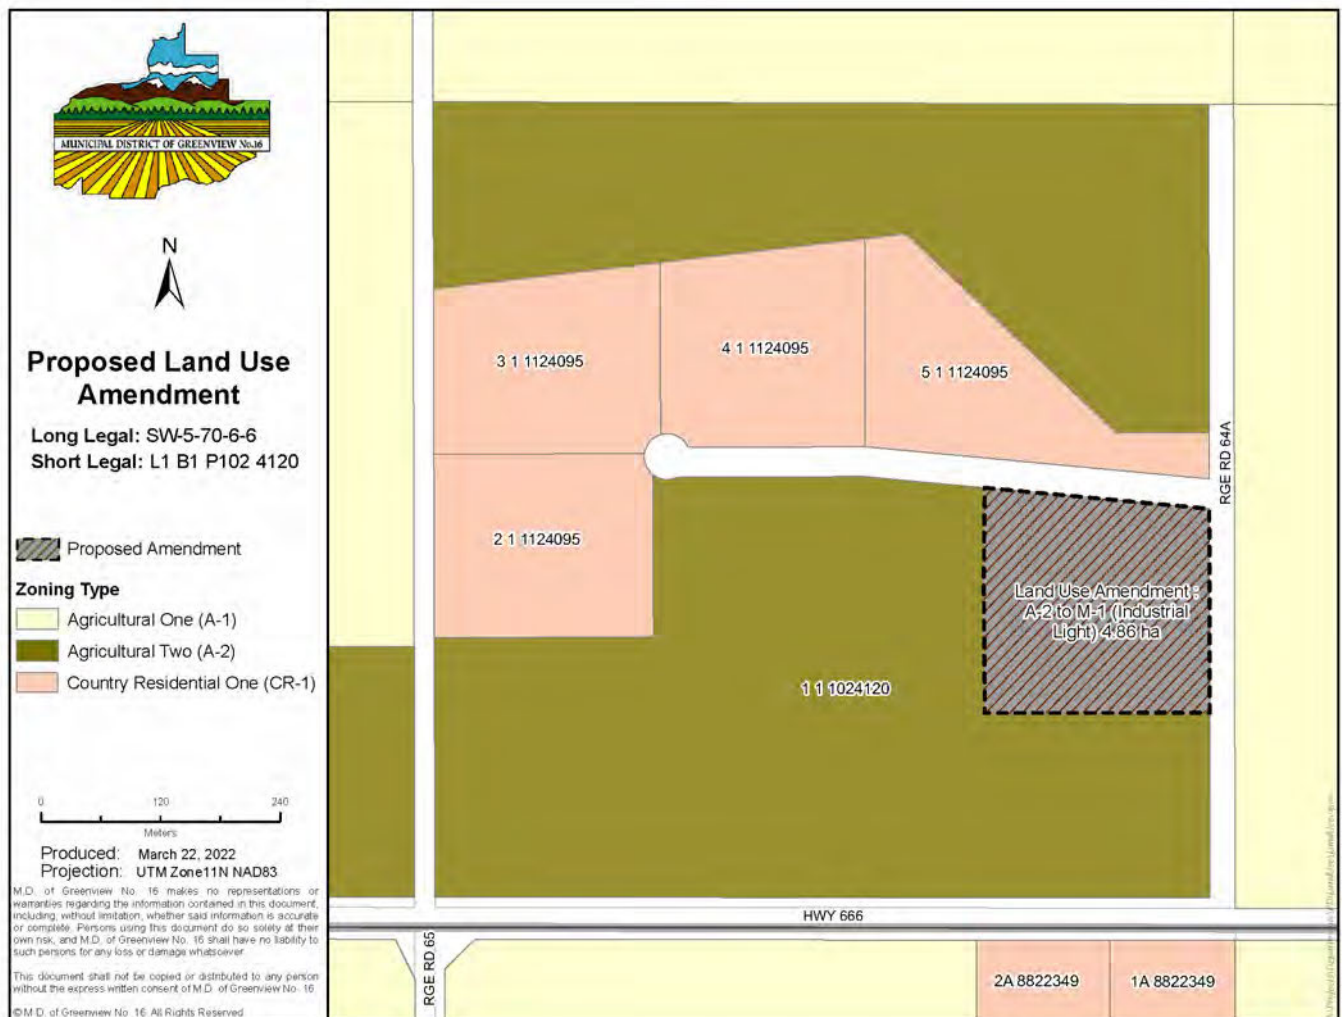 MUNICIPAL DISTRICT OF GREENVIEW No.16
N
Proposed Land Use
Amendment
Long Legal: SW-5-70-6-6
Short Legal: L1 B1 P102 4120
Proposed Amendment
Zoning Type
Agricultural One (A-1)
Agricultural Two (A-2)
Country Residential One (CR-1)
0 120 240
Meters
Produced: March 22, 2022
Projection: UTM Zone11N NAD83
M.D. of Greenview No. 16 makes no representations or
warranties regarding the information contained in this document,
including, without limitation, whether said information is accurate
or complete. Persons using this document do so solely at their
own risk, and M.D. of Greenview No. 16 shall have no liability to
such persons for any loss or damage whatsoever.
This document shall not be copied or distributed to any person
without the express written consent of M.D. of Greenview No. 16.
© M.D. of Greenview No. 16. All Rights Reserved
3 1 1124095
4 1 1124095
5 1 1124095
RGE RD 64A
2 1 1124095
Land Use Amendment :
A-2 to M-1 (Industrial
Light) 4.86 ha
1 1 1024120
HWY 666
RGE RD 65
2A 8822349
1A 8822349